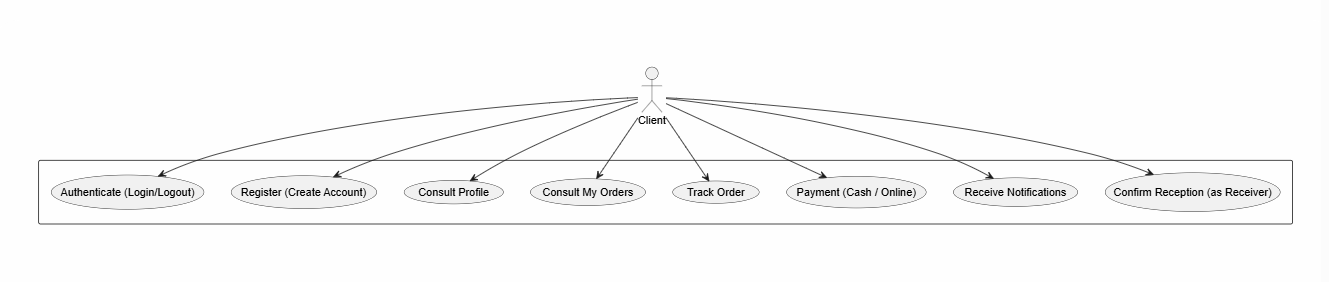 Client
Authenticate (Login/Logout)
Register (Create Account)
Consult Profile
Consult My Orders
Track Order
Payment (Cash / Online)
Receive Notifications
Confirm Reception (as Receiver)